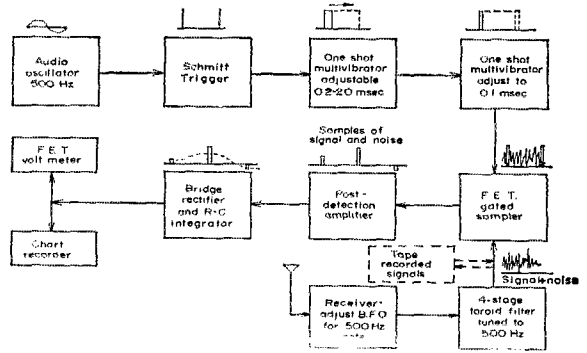 Audio
oscillator
500 Hz
Schmitt
Trigger
One shot
multivibrator
adjustable
0.2-2.0 msec
One shot
multivibrator
adjust to
0.1 msec
Samples of
signal and noise
F.E.T.
volt meter
Bridge
rectifier
and R-C
integrator
Post-
detection
amplifier
F.E.T.
gated
sampler
Chart
recorder
Tape
recorded
signals
Signal+noise
Receiver-
adjust B.F.O
for 500 Hz
4-stage
toroid filter
tuned to
500 Hz